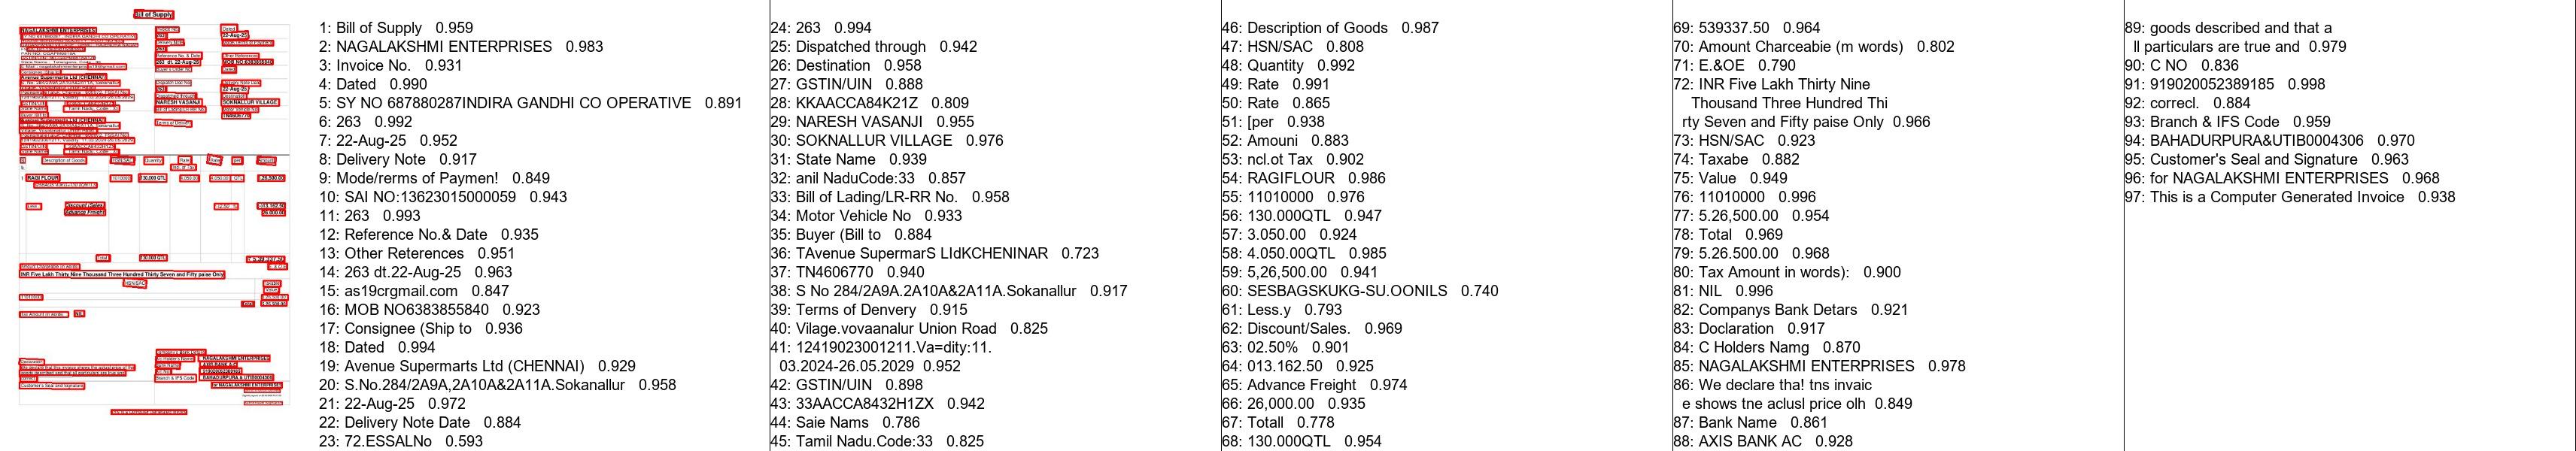 1: Bill of Supply 0.959
2: NAGALAKSHMI ENTERPRISES 0.983
3: Invoice No. 0.931
4: Dated 0.990
5: SY NO 687880287INDIRA GANDHI CO OPERATIVE 0.891
6: 263 0.992
7: 22-Aug-25 0.952
8: Delivery Note 0.917
9: Mode/rerms of Paymen! 0.849
10: SAI NO:13623015000059 0.943
11: 263 0.993
12: Reference No.& Date 0.935
13: Other Reterences 0.951
14: 263 dt.22-Aug-25 0.963
15: as19crgmail.com 0.847
16: MOB NO6383855840 0.923
17: Consignee (Ship to 0.936
18: Dated 0.994
19: Avenue Supermarts Ltd (CHENNAI) 0.929
20: S.No.284/2A9A,2A10A&2A11A.Sokanallur 0.958
21: 22-Aug-25 0.972
22: Delivery Note Date 0.884
23: 72.ESSALNo 0.593
24: 263 0.994
25: Dispatched through 0.942
26: Destination 0.958
27: GSTIN/UIN 0.888
28: KKAACCA84K21Z 0.809
29: NARESH VASANJI 0.955
30: SOKNALLUR VILLAGE 0.976
31: State Name 0.939
32: anil NaduCode:33 0.857
33: Bill of Lading/LR-RR No. 0.958
34: Motor Vehicle No 0.933
35: Buyer (Bill to 0.884
36: TAvenue SupermarS LIdKCHENINAR 0.723
37: TN4606770 0.940
38: S No 284/2A9A.2A10A&2A11A.Sokanallur 0.917
39: Terms of Denvery 0.915
40: Vilage.vovaanalur Union Road 0.825
41: 12419023001211.Va=dity:11.
03.2024-26.05.2029 0.952
42: GSTIN/UIN 0.898
43: 33AACCA8432H1ZX 0.942
44: Saie Nams 0.786
45: Tamil Nadu.Code:33 0.825
46: Description of Goods 0.987
47: HSN/SAC 0.808
48: Quantity 0.992
49: Rate 0.991
50: Rate 0.865
51: [per 0.938
52: Amouni 0.883
53: ncl.ot Tax 0.902
54: RAGIFLOUR 0.986
55: 11010000 0.976
56: 130.000QTL 0.947
57: 3.050.00 0.924
58: 4.050.00QTL 0.985
59: 5,26,500.00 0.941
60: SESBAGSKUKG-SU.OONILS 0.740
61: Less.y 0.793
62: Discount/Sales. 0.969
63: 02.50% 0.901
64: 013.162.50 0.925
65: Advance Freight 0.974
66: 26,000.00 0.935
67: Totall 0.778
68: 130.000QTL 0.954
69: 539337.50 0.964
70: Amount Charceabie (m words) 0.802
71: E.&OE 0.790
72: INR Five Lakh Thirty Nine
Thousand Three Hundred Thi
rty Seven and Fifty paise Only 0.966
73: HSN/SAC 0.923
74: Taxabe 0.882
75: Value 0.949
76: 11010000 0.996
77: 5.26,500.00 0.954
78: Total 0.969
79: 5.26.500.00 0.968
80: Tax Amount in words): 0.900
81: NIL 0.996
82: Companys Bank Detars 0.921
83: Doclaration 0.917
84: C Holders Namg 0.870
85: NAGALAKSHMI ENTERPRISES 0.978
86: We declare tha! tns invaic
e shows tne aclusl price olh 0.849
87: Bank Name 0.861
88: AXIS BANK AC 0.928
89: goods described and that a
ll particulars are true and 0.979
90: C NO 0.836
91: 919020052389185 0.998
92: correcl. 0.884
93: Branch & IFS Code 0.959
94: BAHADURPURA&UTIB0004306 0.970
95: Customer's Seal and Signature 0.963
96: for NAGALAKSHMI ENTERPRISES 0.968
97: This is a Computer Generated Invoice 0.938